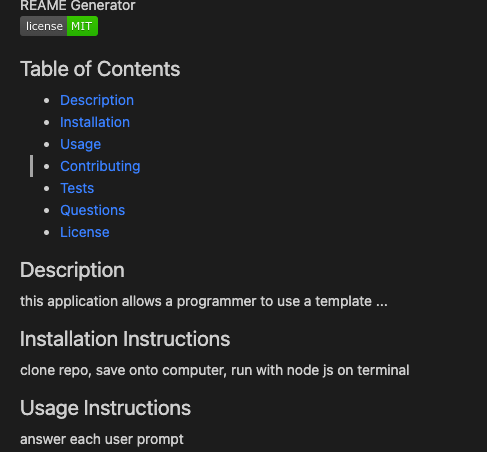 REAME Generator
license MIT
Table of Contents
Description
Installation
Usage
Contributing
Tests
Questions
License
Description
this application allows a programmer to use a template ...
Installation Instructions
clone repo, save onto computer, run with node js on terminal
Usage Instructions
answer each user prompt